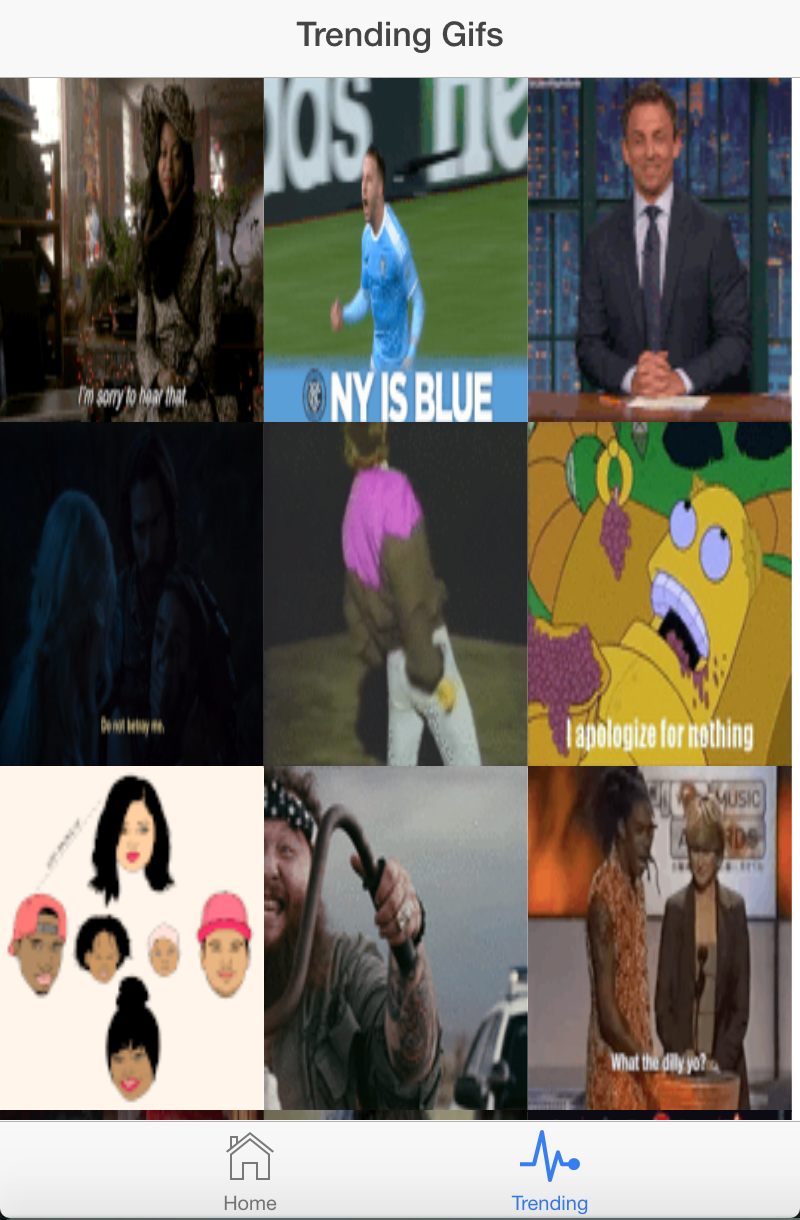 Trending Gifs
I'm sorry to hear that.
NY IS BLUE
Do not betray me.
I apologize for nothing
MUSIC
What the dilly yo?
Home
Trending